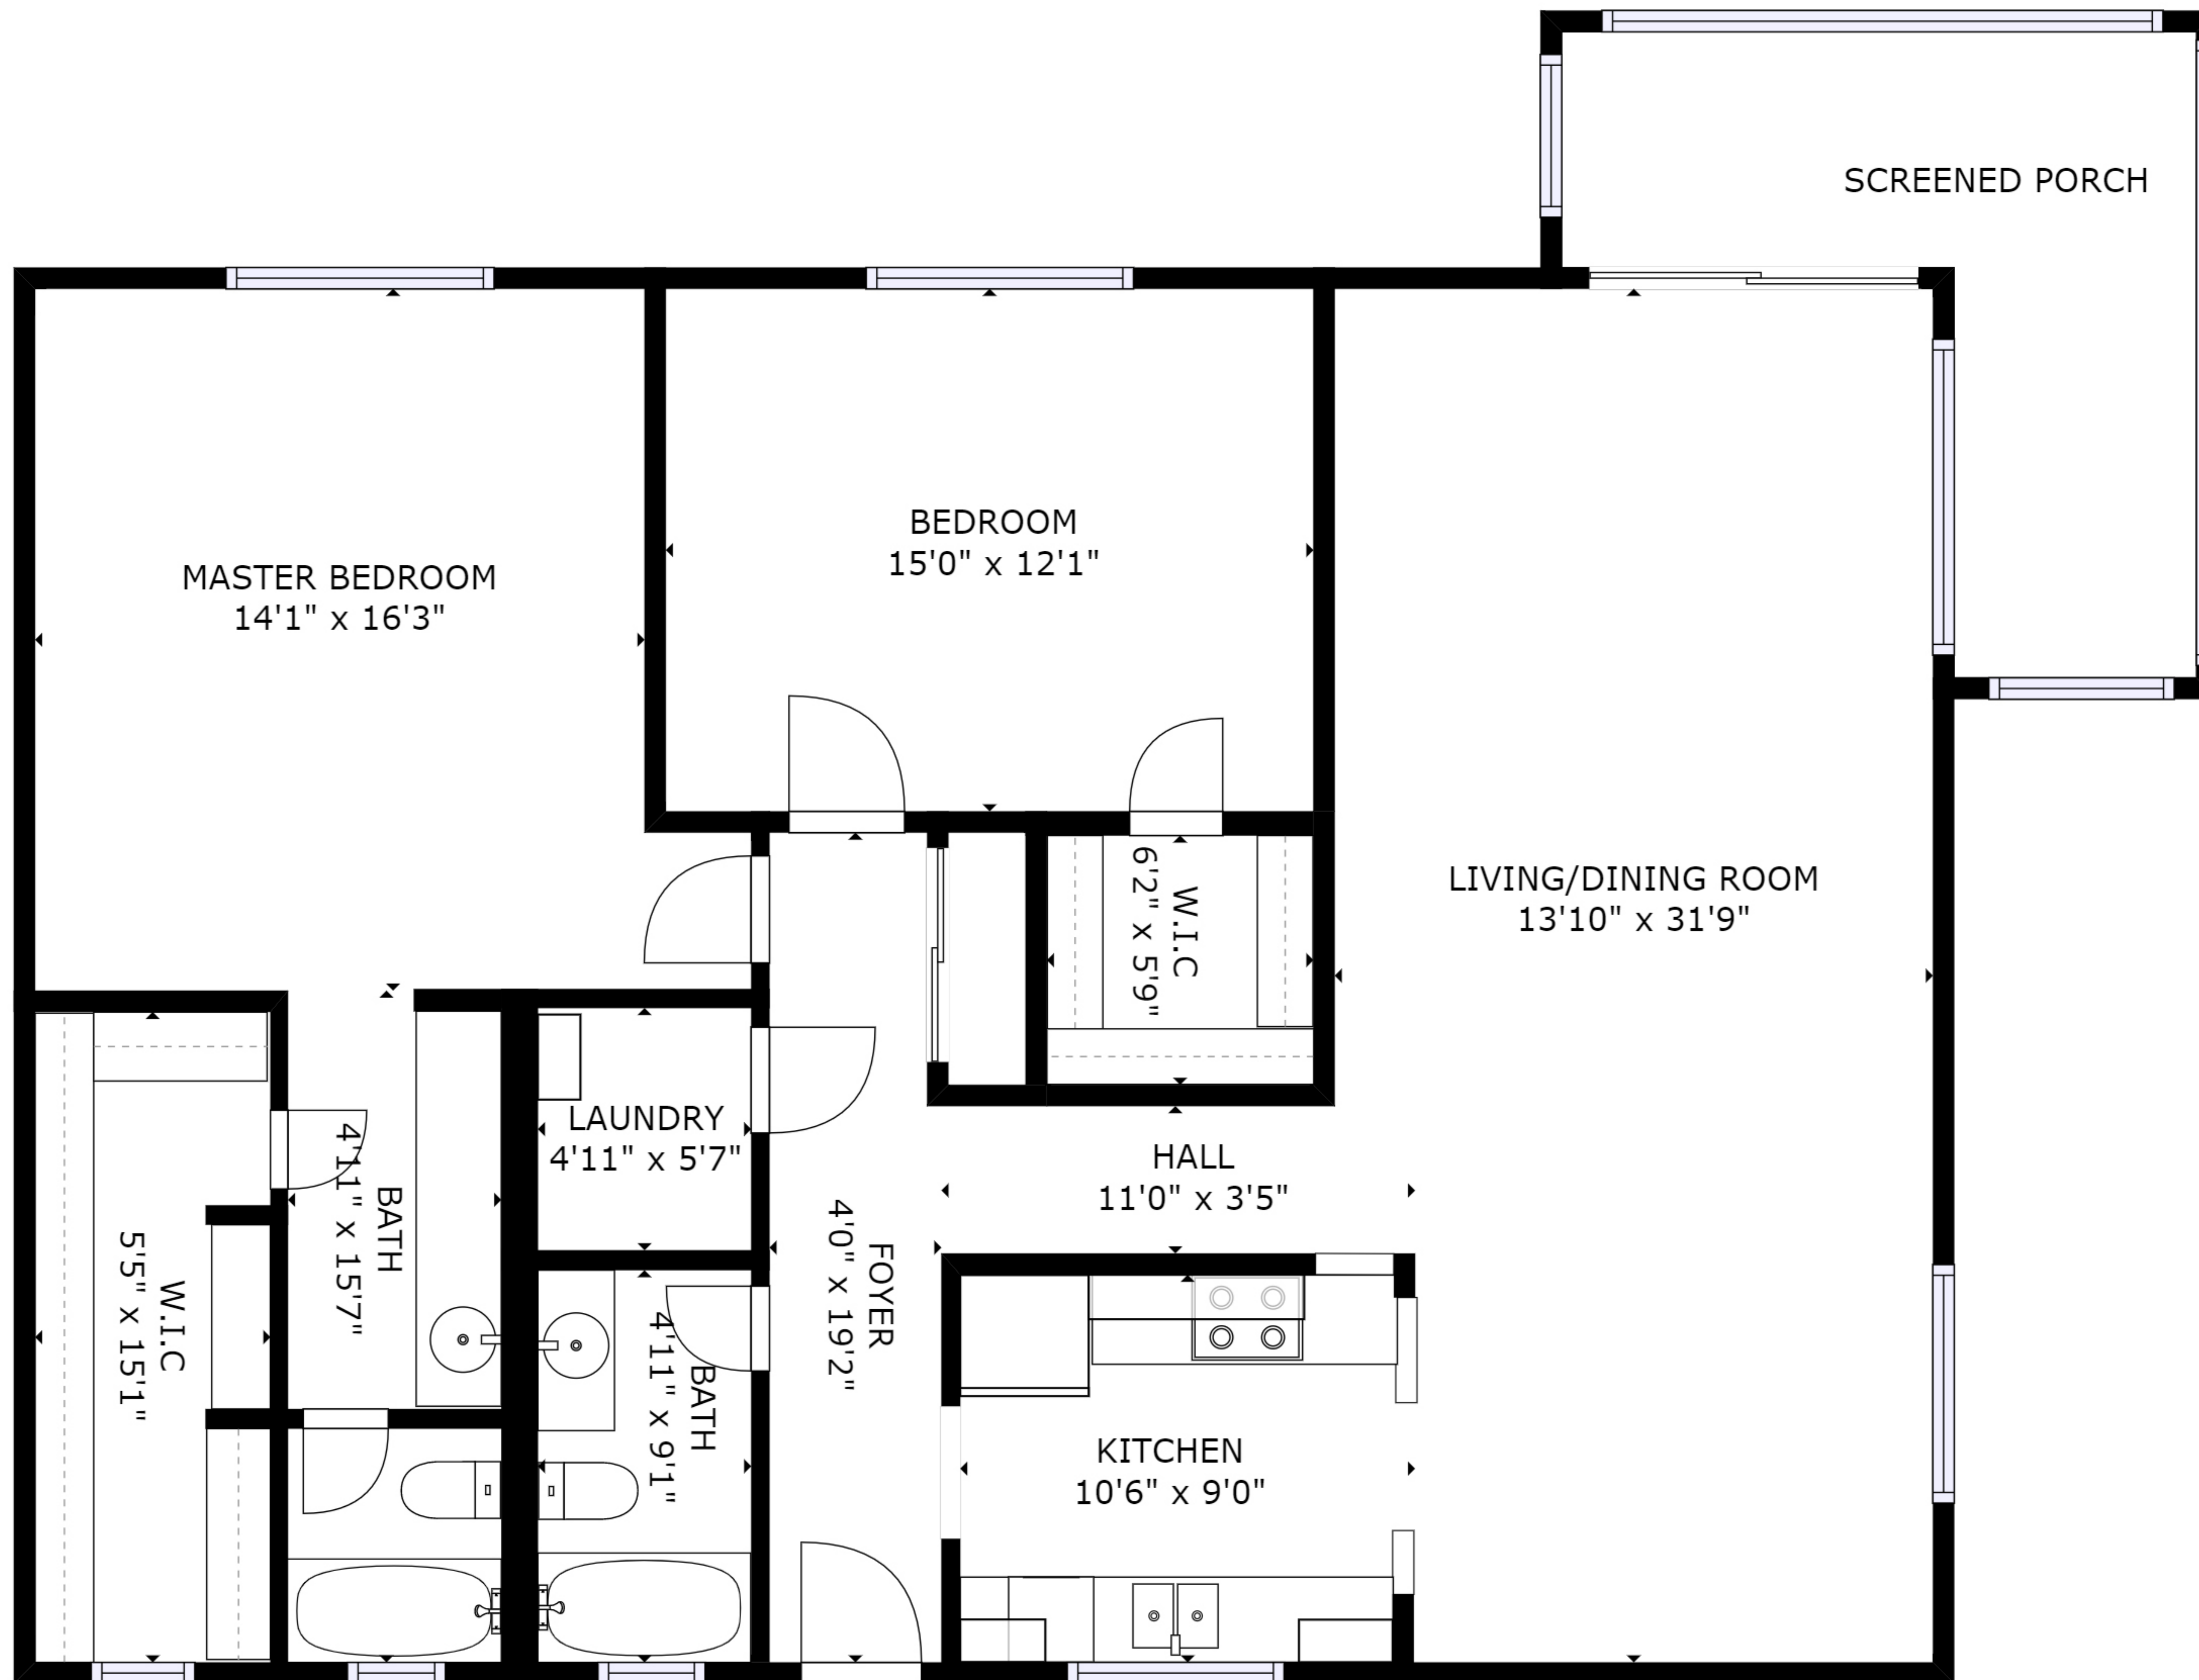 SCREENED PORCH
MASTER BEDROOM
14'1" x 16'3"
BEDROOM
15'0" x 12'1"
LIVING/DINING ROOM
13'10" x 31'9"
W.I.C
6'2" x 5'9"
LAUNDRY
4'11" x 5'7"
HALL
11'0" x 3'5"
BATH
4'11" x 15'7"
W.I.C
5'5" x 15'1"
FOYER
4'0" x 19'2"
BATH
4'11" x 9'1"
KITCHEN
10'6" x 9'0"